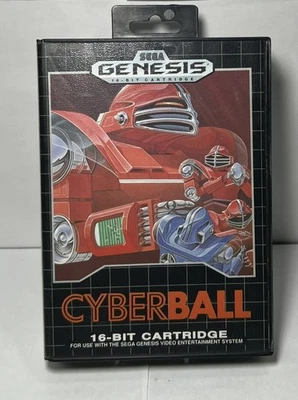 SEGA
GENESIS
16-BIT CARTRIDGE
CYBERBALL
16-BIT CARTRIDGE
FOR USE WITH THE SEGA GENESIS VIDEO ENTERTAINMENT SYSTEM